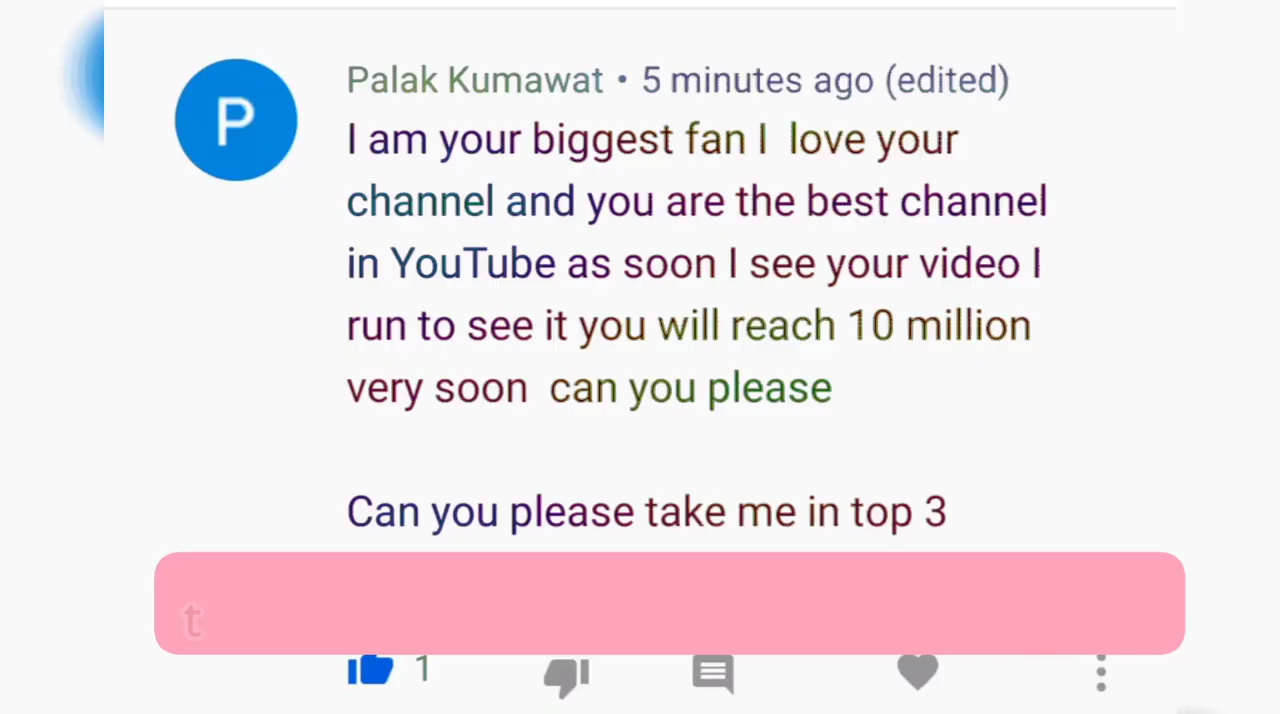 P
Palak Kumawat • 5 minutes ago (edited)
I am your biggest fan I love your
channel and you are the best channel
in YouTube as soon I see your video I
run to see it you will reach 10 million
very soon can you please
Can you please take me in top 3
t
1